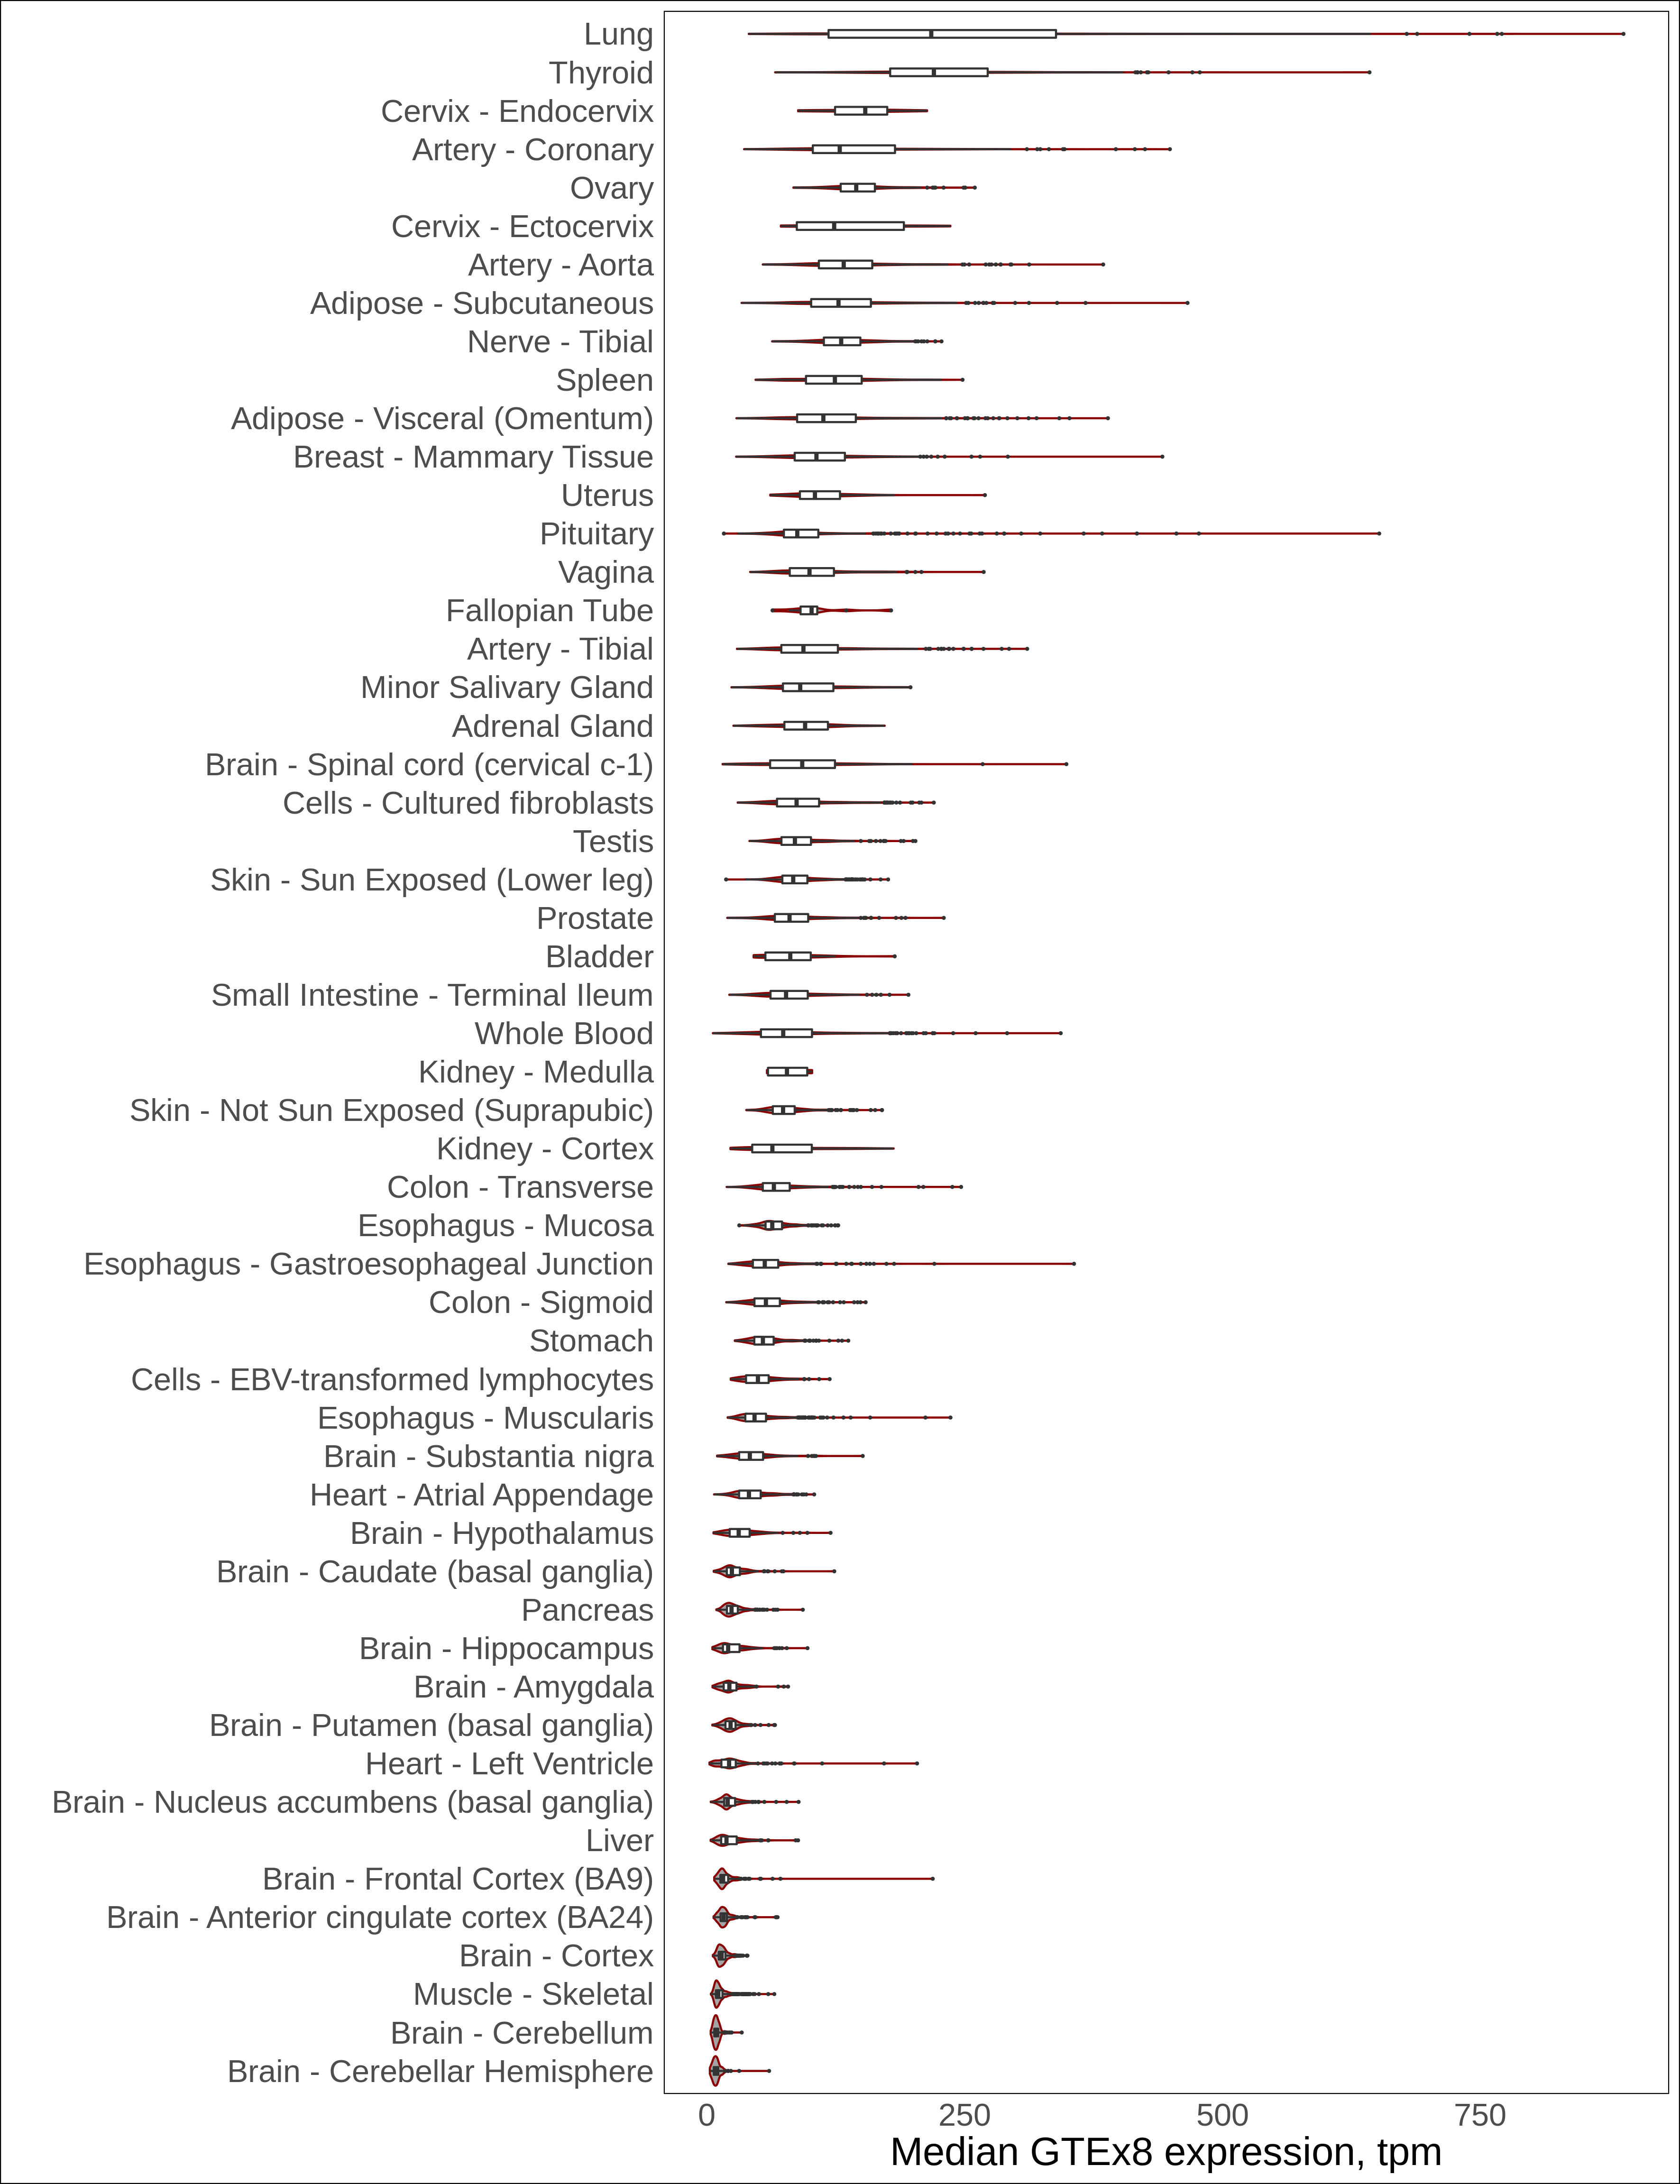 Lung
Thyroid
Cervix - Endocervix
Artery - Coronary
Ovary
Cervix - Ectocervix
Artery - Aorta
Adipose - Subcutaneous
Nerve - Tibial
Spleen
Adipose - Visceral (Omentum)
Breast - Mammary Tissue
Uterus
Pituitary
Vagina
Fallopian Tube
Artery - Tibial
Minor Salivary Gland
Adrenal Gland
Brain - Spinal cord (cervical c-1)
Cells - Cultured fibroblasts
Testis
Skin - Sun Exposed (Lower leg)
Prostate
Bladder
Small Intestine - Terminal Ileum
Whole Blood
Kidney - Medulla
Skin - Not Sun Exposed (Suprapubic)
Kidney - Cortex
Colon - Transverse
Esophagus - Mucosa
Esophagus - Gastroesophageal Junction
Colon - Sigmoid
Stomach
Cells - EBV-transformed lymphocytes
Esophagus - Muscularis
Brain - Substantia nigra
Heart - Atrial Appendage
Brain - Hypothalamus
Brain - Caudate (basal ganglia)
Pancreas
Brain - Hippocampus
Brain - Amygdala
Brain - Putamen (basal ganglia)
Heart - Left Ventricle
Brain - Nucleus accumbens (basal ganglia)
Liver
Brain - Frontal Cortex (BA9)
Brain - Anterior cingulate cortex (BA24)
Brain - Cortex
Muscle - Skeletal
Brain - Cerebellum
Brain - Cerebellar Hemisphere
0 250 500 750
Median GTEx8 expression, tpm